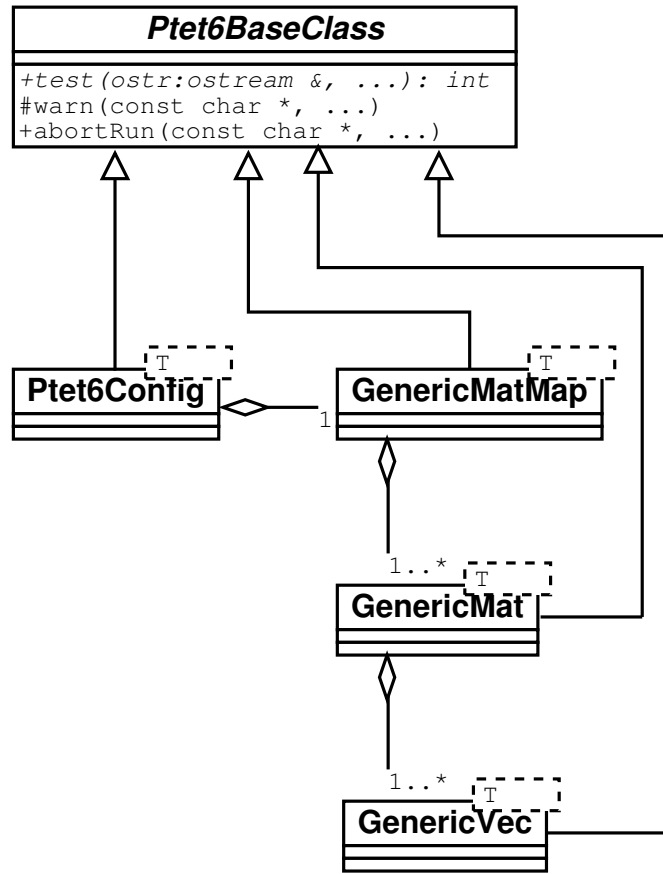 Ptet6BaseClass
+test(ostr:ostream &, ...): int
#warn(const char *, ...)
+abortRun(const char *, ...)
T
Ptet6Config
1
T
GenericMatMap
1..*
T
GenericMat
1..*
T
GenericVec